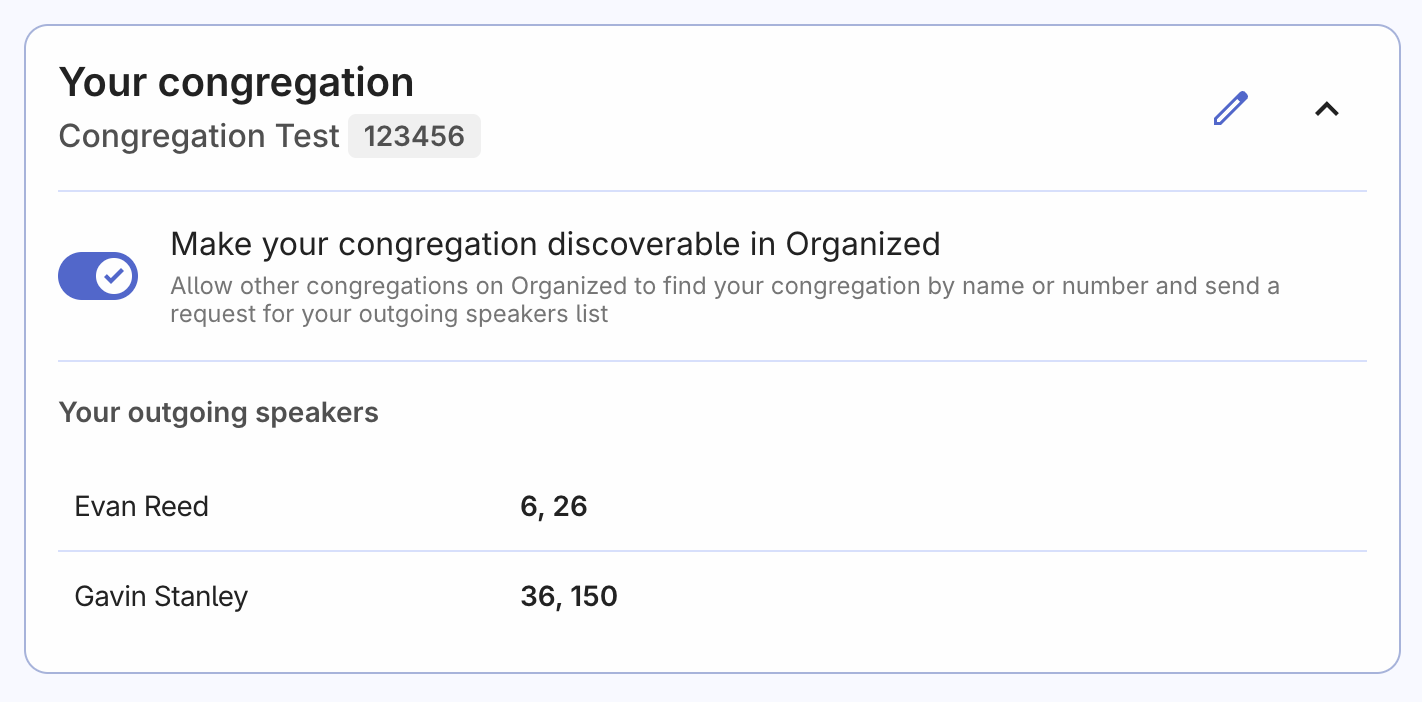 Your congregation
Congregation Test 123456
Make your congregation discoverable in Organized
Allow other congregations on Organized to find your congregation by name or number and send a
request for your outgoing speakers list
Your outgoing speakers
Evan Reed 6, 26
Gavin Stanley 36, 150